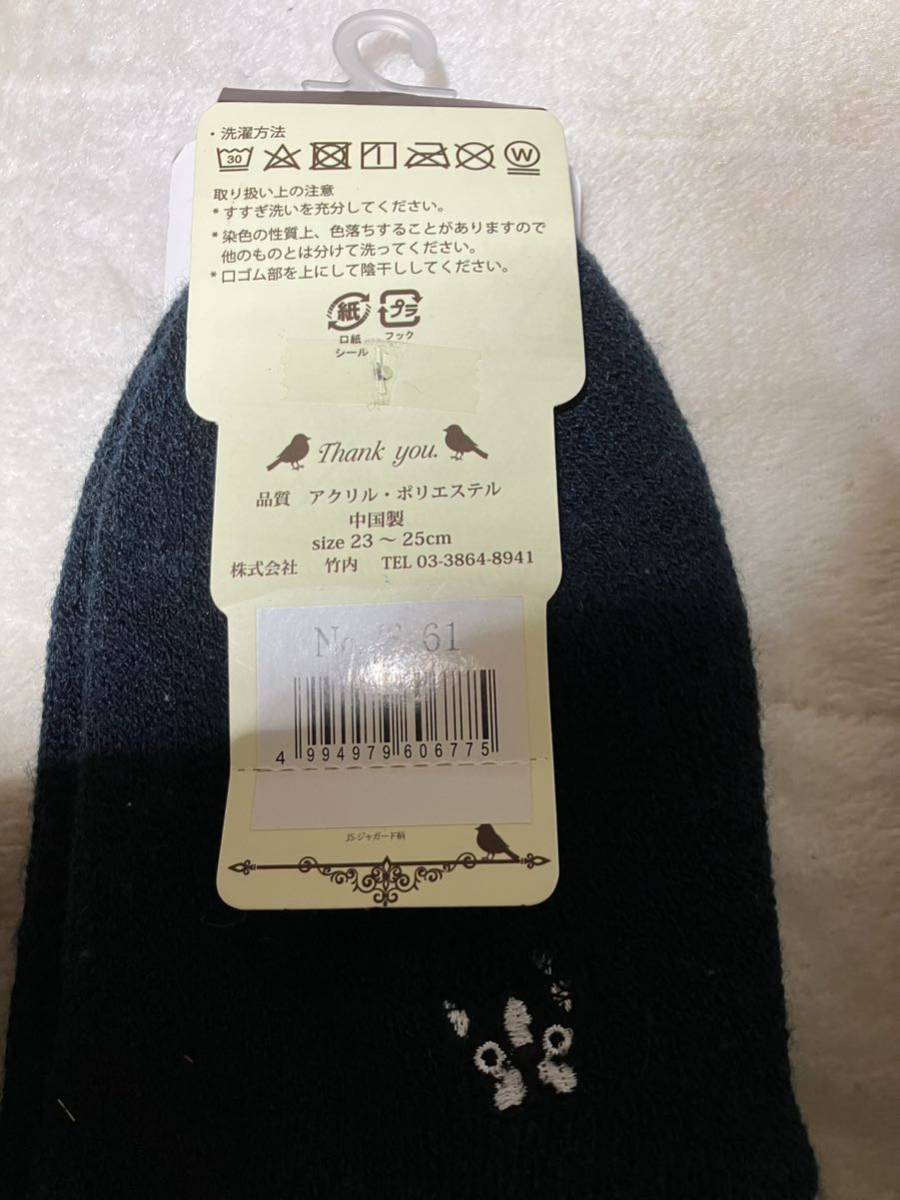 ・洗濯方法
30 W
取り扱い上の注意
*すすぎ洗いを充分してください。
*染色の性質上、色落ちすることがありますので
他のものとは分けて洗ってください。
*口ゴム部を上にして陰干ししてください。
紙 プラ
口紙 フック
シール
Thank you.
品質 アクリル・ポリエステル
中国製
size 23 ～ 25cm
株式会社 竹内 TEL 03-3864-8941
61
4 994979 606775
JS-ジャガード柄